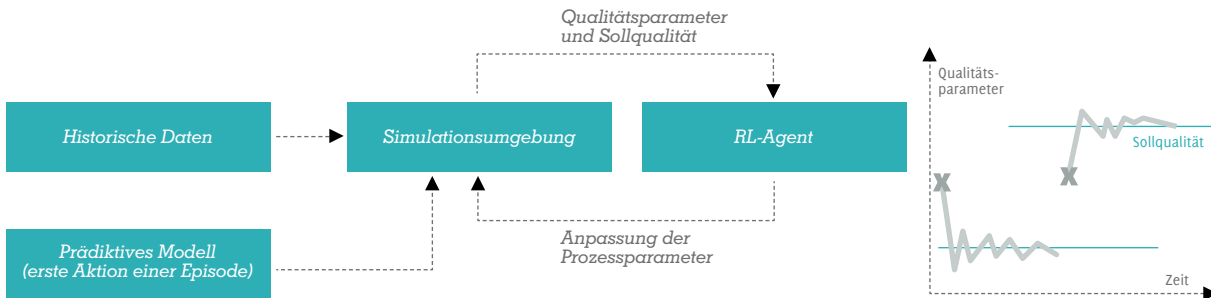 Qualitätsparameter
und Sollqualität
Historische Daten
Simulationsumgebung
RL-Agent
Prädiktives Modell
(erste Aktion einer Episode)
Anpassung der
Prozessparameter
Qualitäts-
parameter
Sollqualität
Zeit